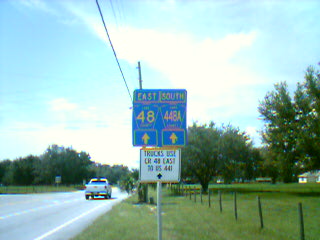 EAST SOUTH
48 448A
TRUCKS USE
CR 48 EAST
TO US 441